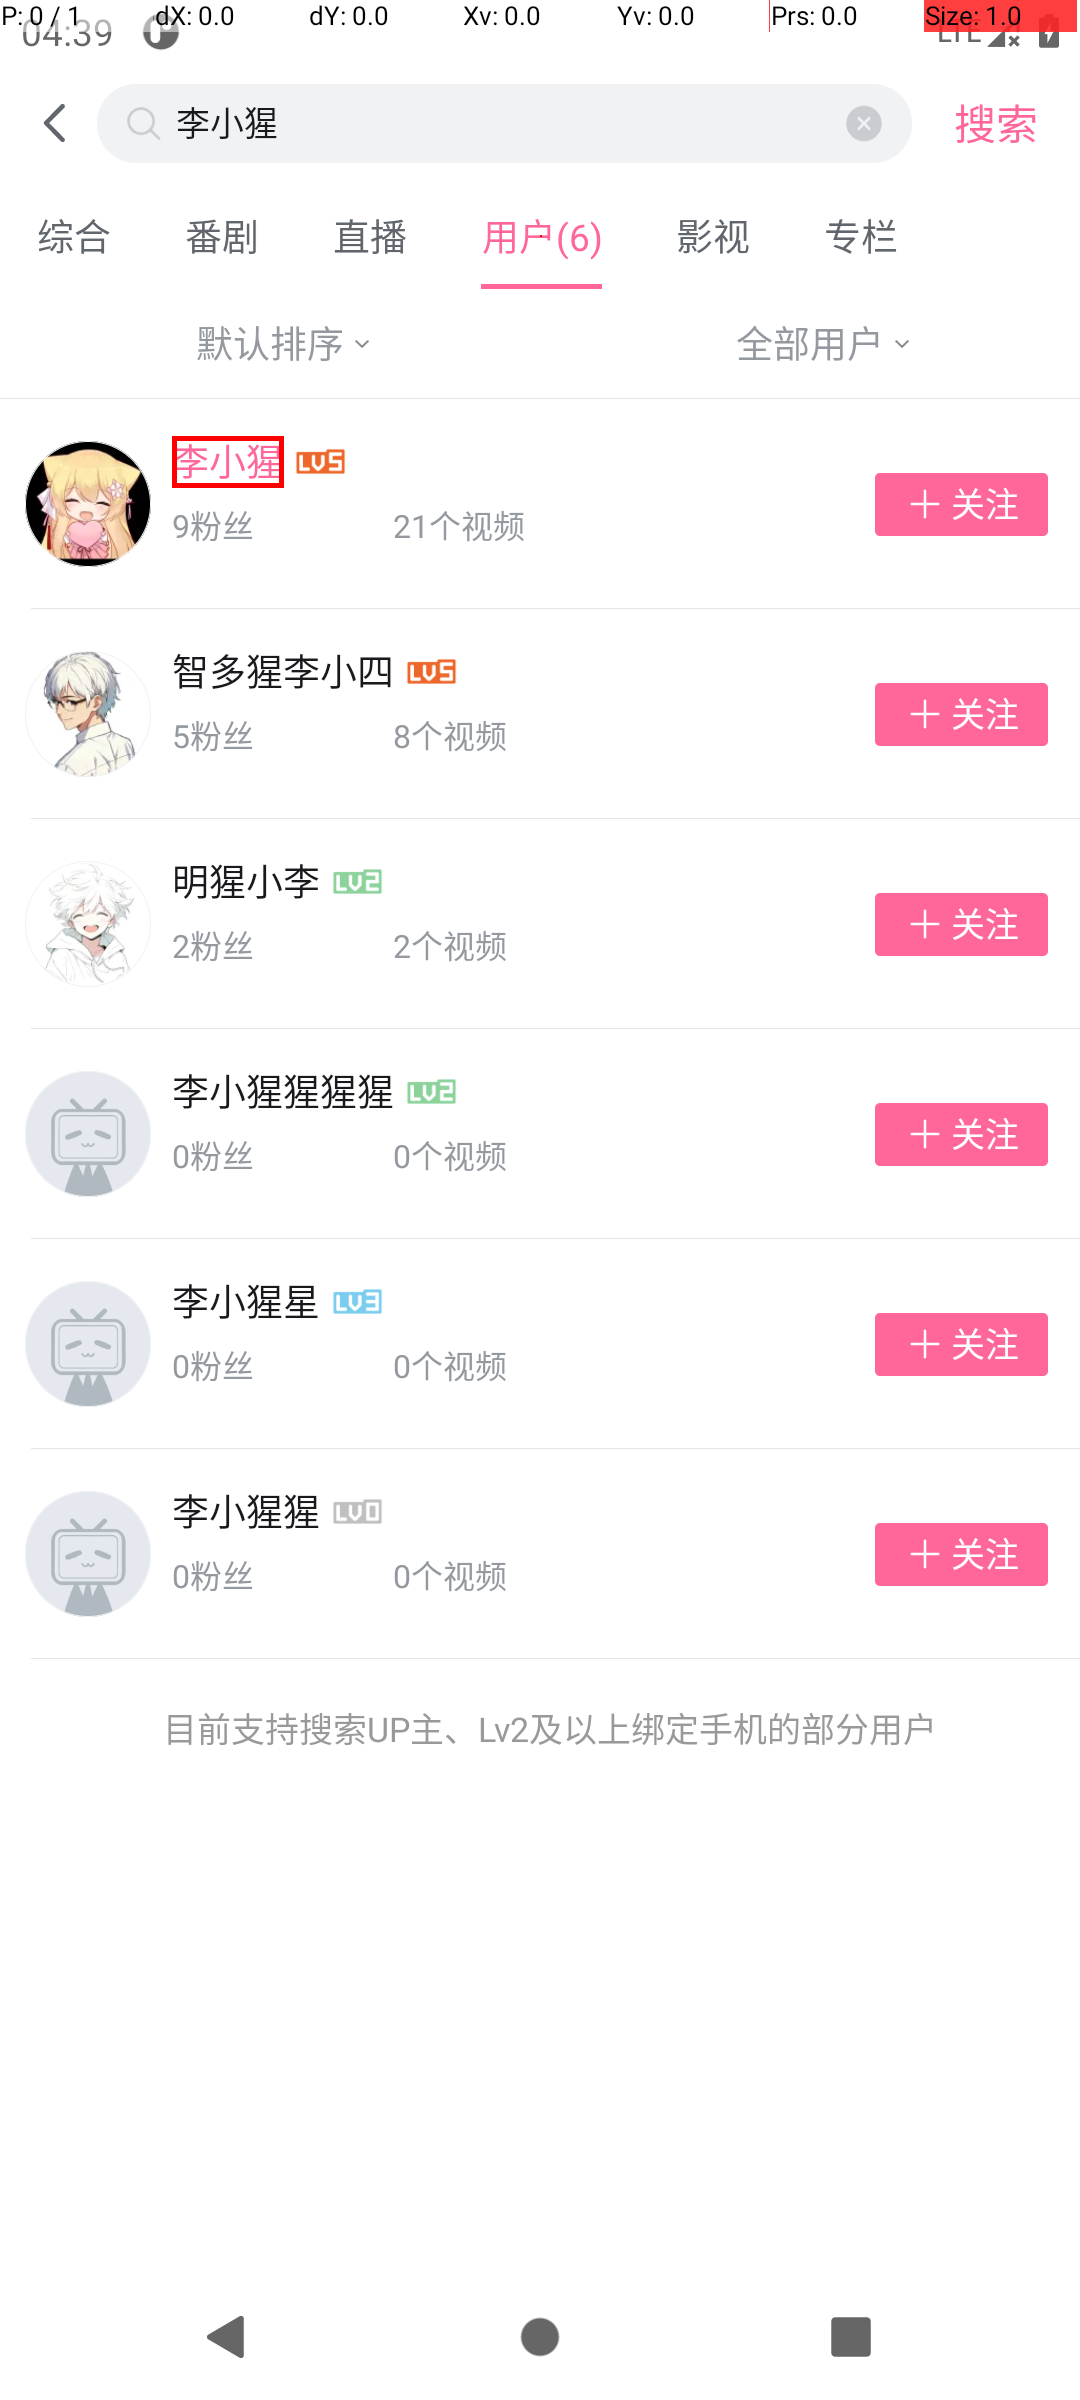 P: 0 / 1 dX: 0.0 dY: 0.0 Xv: 0.0 Yv: 0.0 Prs: 0.0 Size: 1.0
04:39 LTE
李小猩 搜索
综合 番剧 直播 用户(6) 影视 专栏
默认排序 全部用户
李小猩 LV5
9粉丝 21个视频
关注
智多猩李小四 LV5
5粉丝 8个视频
关注
明猩小李 LV2
2粉丝 2个视频
关注
李小猩猩猩猩 LV2
0粉丝 0个视频
关注
李小猩星 LV3
0粉丝 0个视频
关注
李小猩猩 LV0
0粉丝 0个视频
关注
目前支持搜索UP主、Lv2及以上绑定手机的部分用户